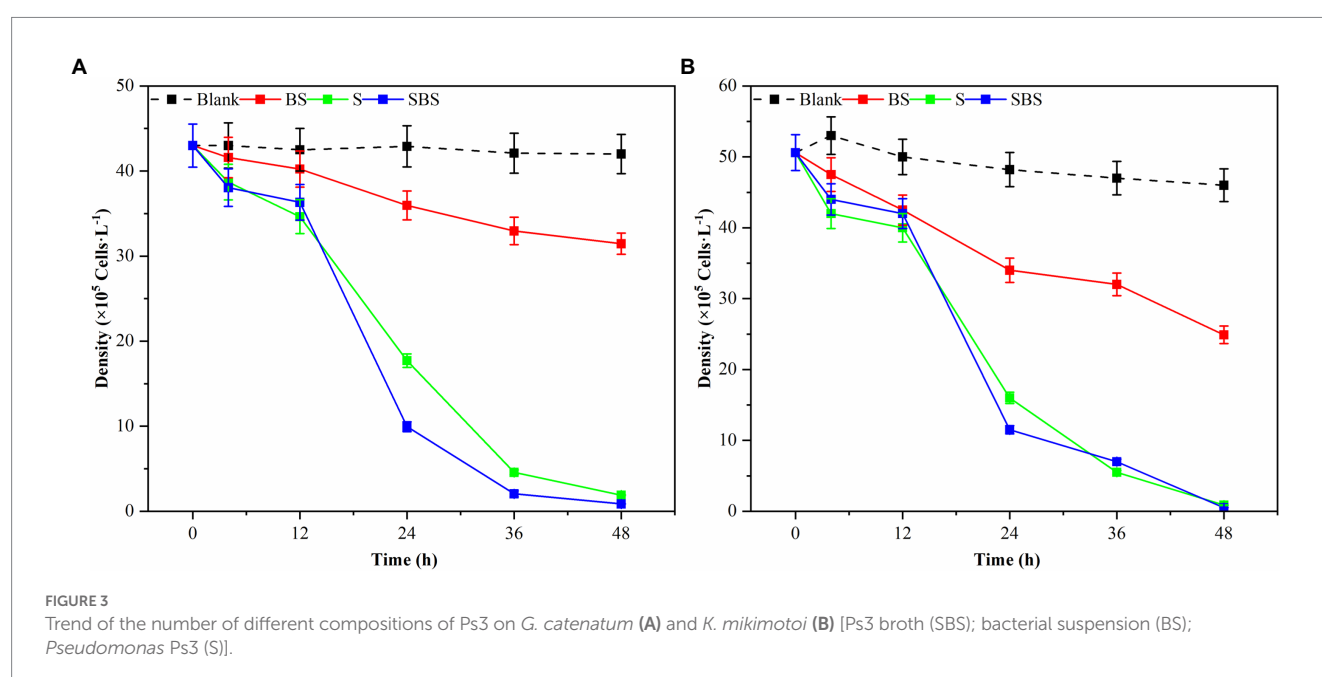 A
B
50
40
30
20
10
0
Density (×10⁵ Cells·L⁻¹)
Blank BS S SBS
0 12 24 36 48
Time (h)
60
50
40
30
20
10
0
Density (×10⁵ Cells·L⁻¹)
Blank BS S SBS
0 12 24 36 48
Time (h)
FIGURE 3
Trend of the number of different compositions of Ps3 on G. catenatum (A) and K. mikimotoi (B) [Ps3 broth (SBS); bacterial suspension (BS);
Pseudomonas Ps3 (S)].